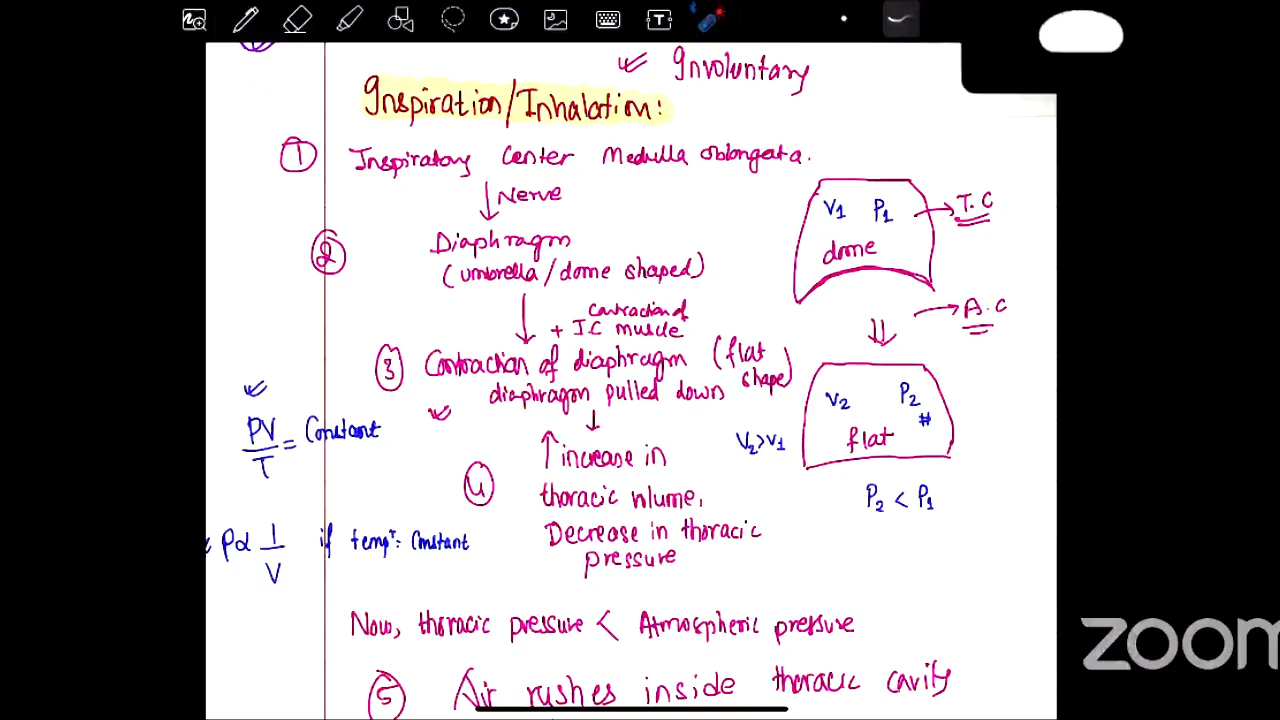 Involuntary
Inspiration/Inhalation:
① Inspiratory Center Medulla oblongata.
Nerve
② Diaphragm
(umbrella/dome shaped)
contraction of
+ I.C muscle
③ Contraction of diaphragm (flat shape)
diaphragm pulled down
④ ↑ increase in
thoracic volume,
Decrease in thoracic
pressure
Now, thoracic pressure < Atmospheric pressure
⑤ Air rushes inside thoracic cavity
V1 P1
T.C
dome
A.C
V2 P2
#
flat
V2>V1
P2 < P1
PV/T = Constant
P∝ 1/V if tempr: Constant
T
zoom